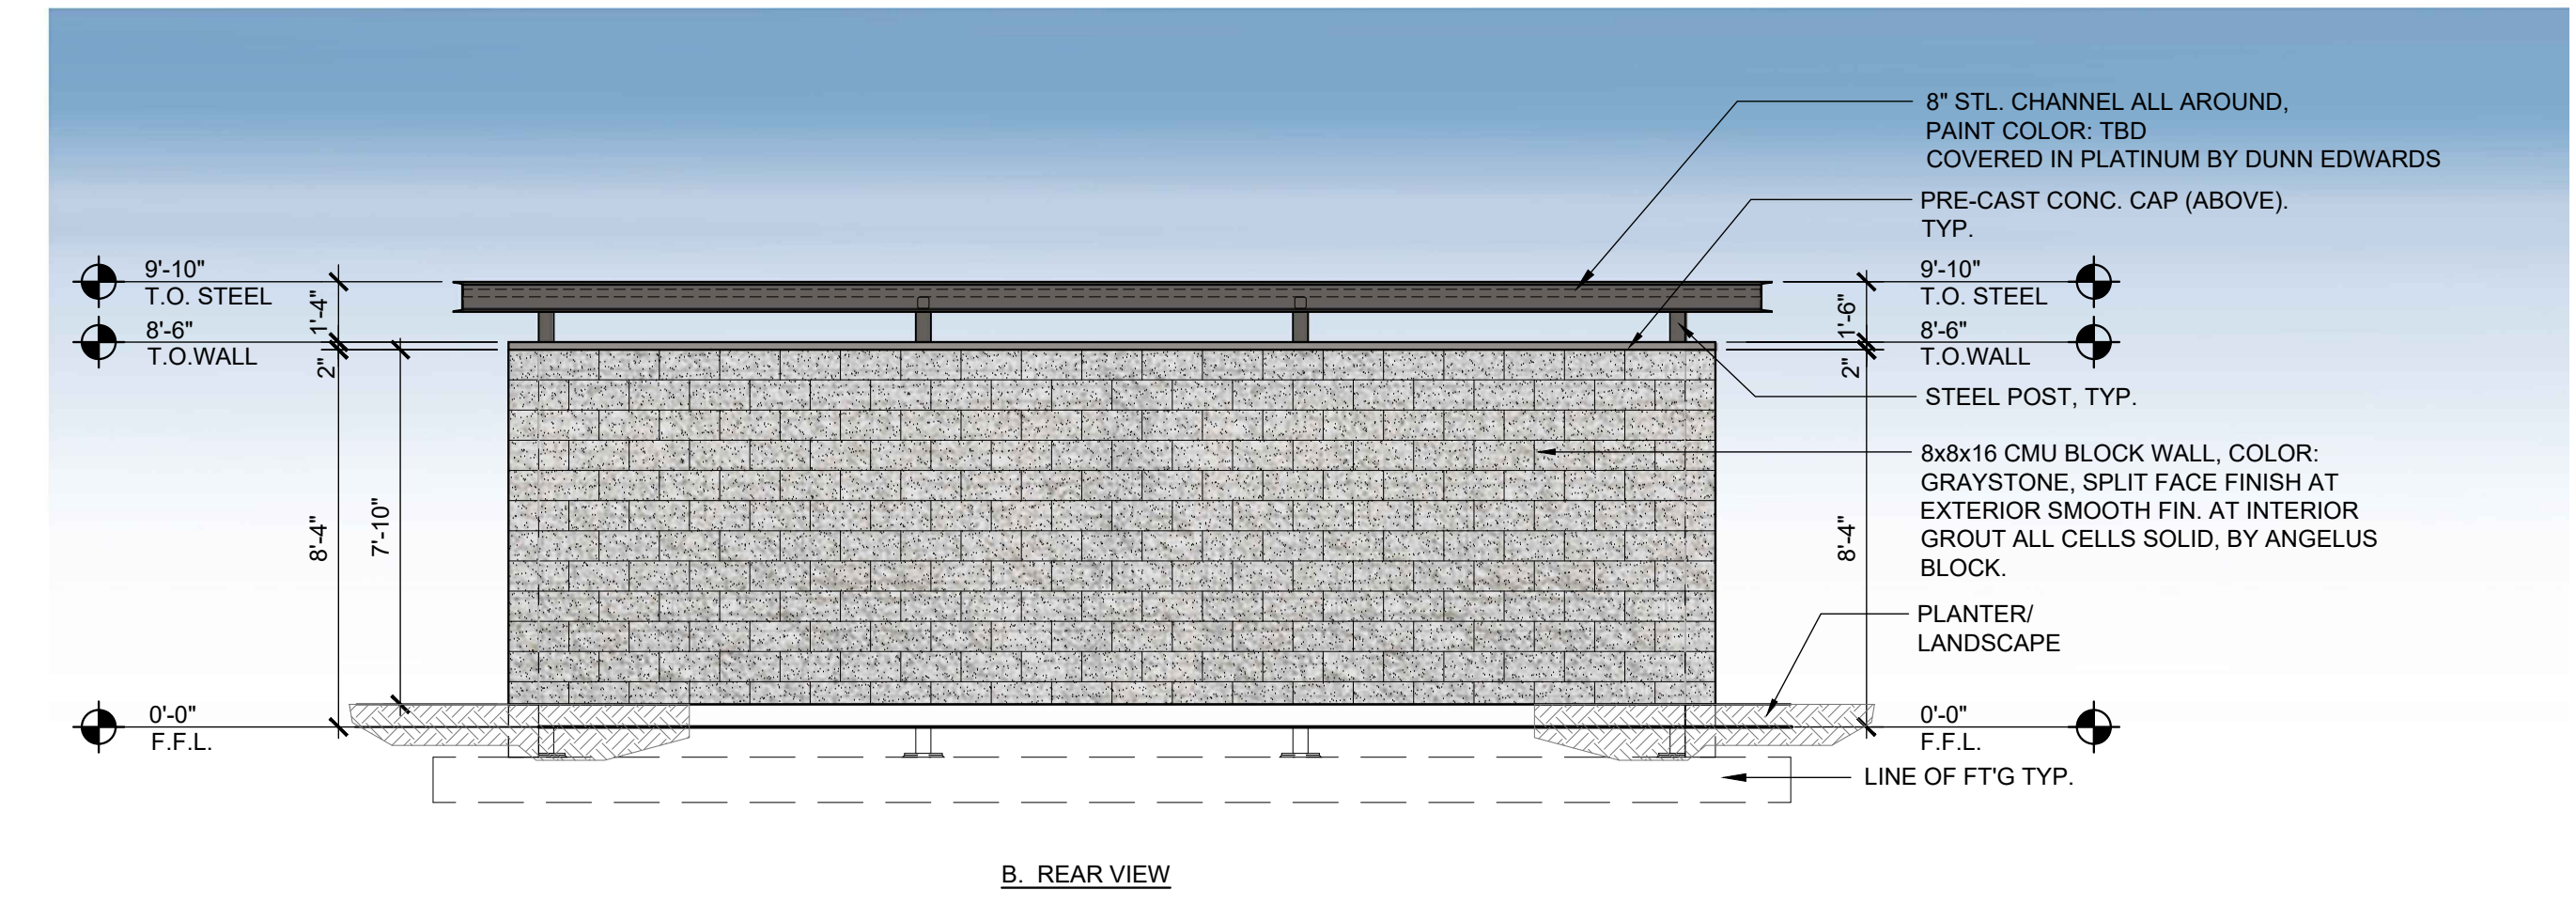 8" STL. CHANNEL ALL AROUND,
PAINT COLOR: TBD
COVERED IN PLATINUM BY DUNN EDWARDS
PRE-CAST CONC. CAP (ABOVE).
TYP.
9'-10"
T.O. STEEL
8'-6"
T.O.WALL
1'-4"
2"
8'-4"
7'-10"
0'-0"
F.F.L.
9'-10"
T.O. STEEL
8'-6"
T.O.WALL
1'-6"
2"
8'-4"
STEEL POST, TYP.
8x8x16 CMU BLOCK WALL, COLOR:
GRAYSTONE, SPLIT FACE FINISH AT
EXTERIOR SMOOTH FIN. AT INTERIOR
GROUT ALL CELLS SOLID, BY ANGELUS
BLOCK.
PLANTER/
LANDSCAPE
0'-0"
F.F.L.
LINE OF FT'G TYP.
B. REAR VIEW